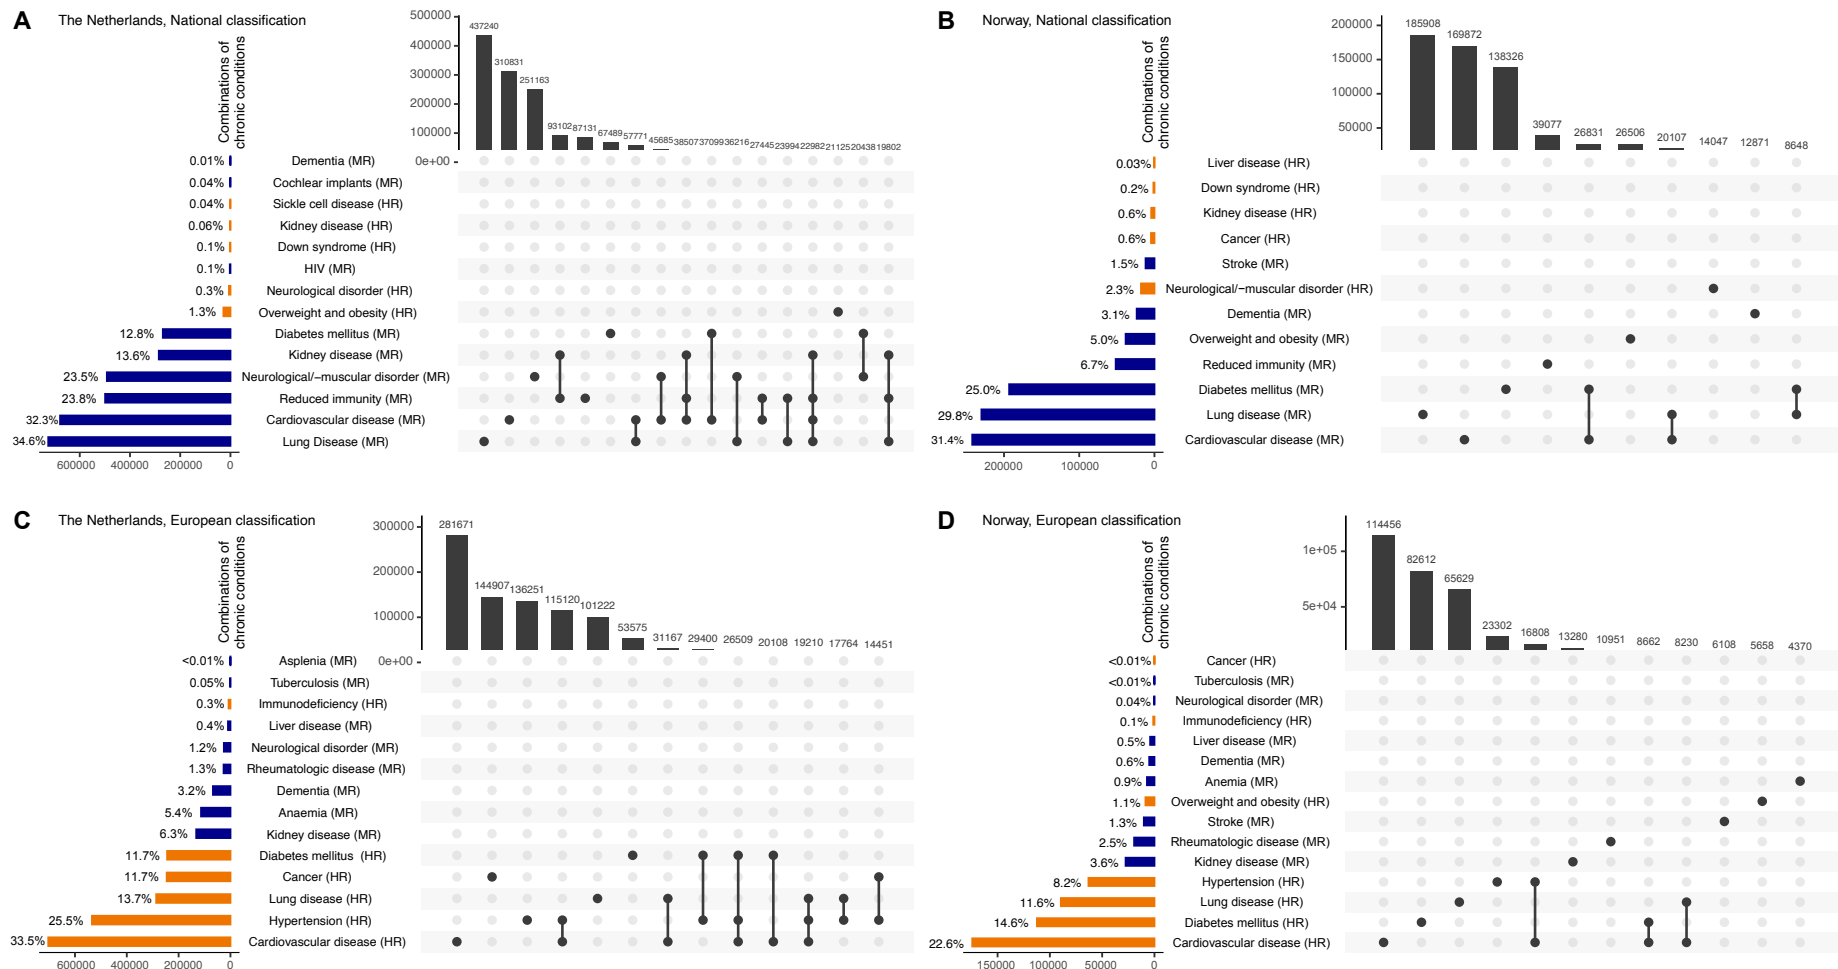 A The Netherlands, National classification
Combinations of
chronic conditions
500000
400000
300000
200000
100000
0e+00
437240
310831
251163
93102
87131
67489
57771
45685
38507
37099
36216
27445
23994
22982
21125
20438
19802
0.01% Dementia (MR)
0.04% Cochlear implants (MR)
0.04% Sickle cell disease (HR)
0.06% Kidney disease (HR)
0.1% Down syndrome (HR)
0.1% HIV (MR)
0.3% Neurological disorder (HR)
1.3% Overweight and obesity (HR)
12.8% Diabetes mellitus (MR)
13.6% Kidney disease (MR)
23.5% Neurological/−muscular disorder (MR)
23.8% Reduced immunity (MR)
32.3% Cardiovascular disease (MR)
34.6% Lung Disease (MR)
600000 400000 200000 0
B Norway, National classification
Combinations of
chronic conditions
200000
150000
100000
50000
185908
169872
138326
39077
26831
26506
20107
14047
12871
8648
0.03% Liver disease (HR)
0.2% Down syndrome (HR)
0.6% Kidney disease (HR)
0.6% Cancer (HR)
1.5% Stroke (MR)
2.3% Neurological/−muscular disorder (HR)
3.1% Dementia (MR)
5.0% Overweight and obesity (MR)
6.7% Reduced immunity (MR)
25.0% Diabetes mellitus (MR)
29.8% Lung disease (MR)
31.4% Cardiovascular disease (MR)
200000 100000 0
C The Netherlands, European classification
Combinations of
chronic conditions
300000
200000
100000
0e+00
281671
144907
136251
115120
101222
53575
31167
29400
26509
20108
19210
17764
14451
<0.01% Asplenia (MR)
0.05% Tuberculosis (MR)
0.3% Immunodeficiency (HR)
0.4% Liver disease (MR)
1.2% Neurological disorder (MR)
1.3% Rheumatologic disease (MR)
3.2% Dementia (MR)
5.4% Anaemia (MR)
6.3% Kidney disease (MR)
11.7% Diabetes mellitus (HR)
11.7% Cancer (HR)
13.7% Lung disease (HR)
25.5% Hypertension (HR)
33.5% Cardiovascular disease (HR)
600000 400000 200000 0
D Norway, European classification
Combinations of
chronic conditions
1e+05
5e+04
114456
82612
65629
23302
16808
13280
10951
8662
8230
6108
5658
4370
<0.01% Cancer (HR)
<0.01% Tuberculosis (MR)
0.04% Neurological disorder (MR)
0.1% Immunodeficiency (HR)
0.5% Liver disease (MR)
0.6% Dementia (MR)
0.9% Anemia (MR)
1.1% Overweight and obesity (HR)
1.3% Stroke (MR)
2.5% Rheumatologic disease (MR)
3.6% Kidney disease (MR)
8.2% Hypertension (HR)
11.6% Lung disease (HR)
14.6% Diabetes mellitus (HR)
22.6% Cardiovascular disease (HR)
150000 100000 50000 0